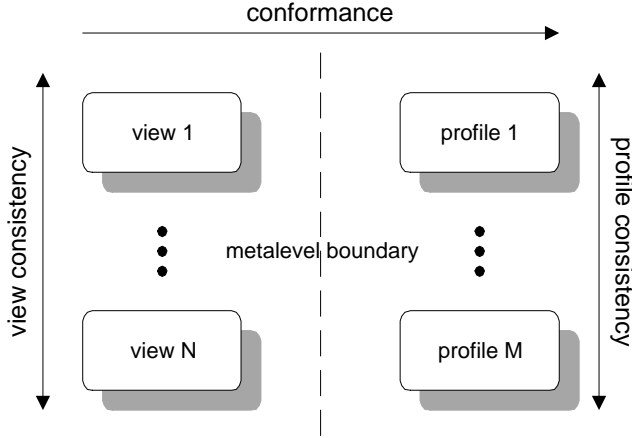 conformance
view consistency
view 1
profile 1
profile consistency
metalevel boundary
view N
profile M